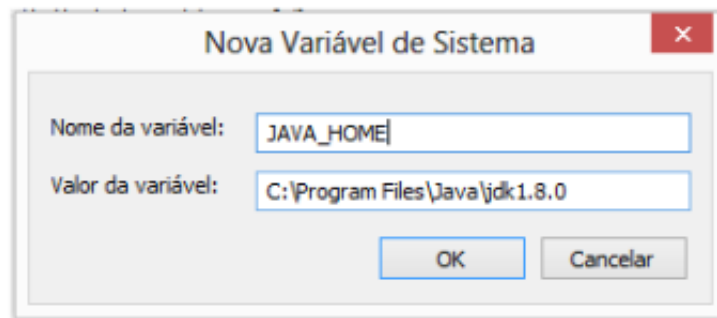 Nova Variável de Sistema
Nome da variável: JAVA_HOME
Valor da variável: C:\Program Files\Java\jdk1.8.0
OK Cancelar